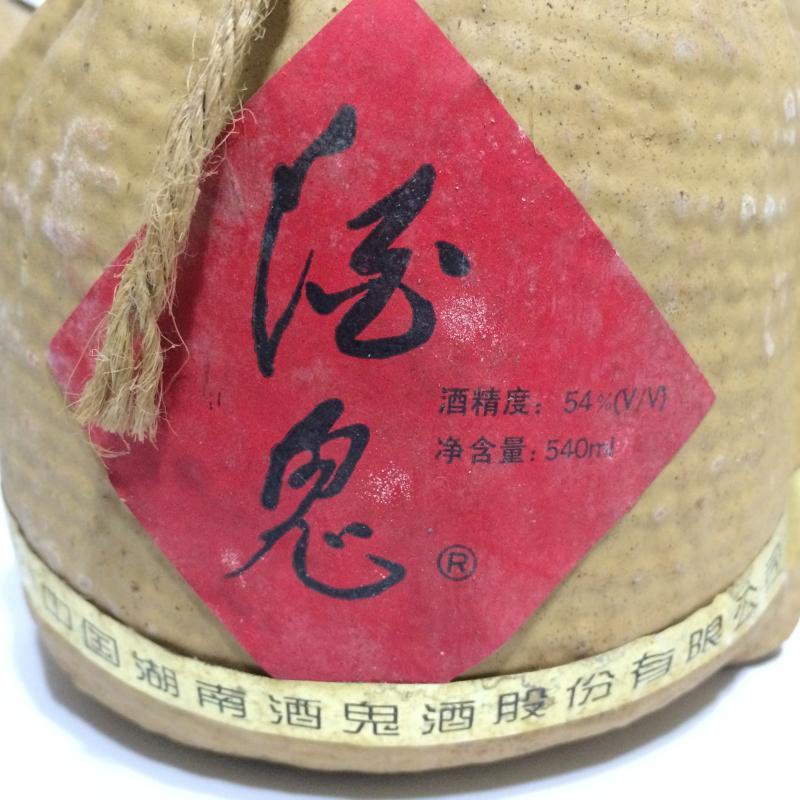 酒鬼
酒精度：54%(V/V)
净含量：540ml
®
中国湖南酒鬼酒股份有限公司